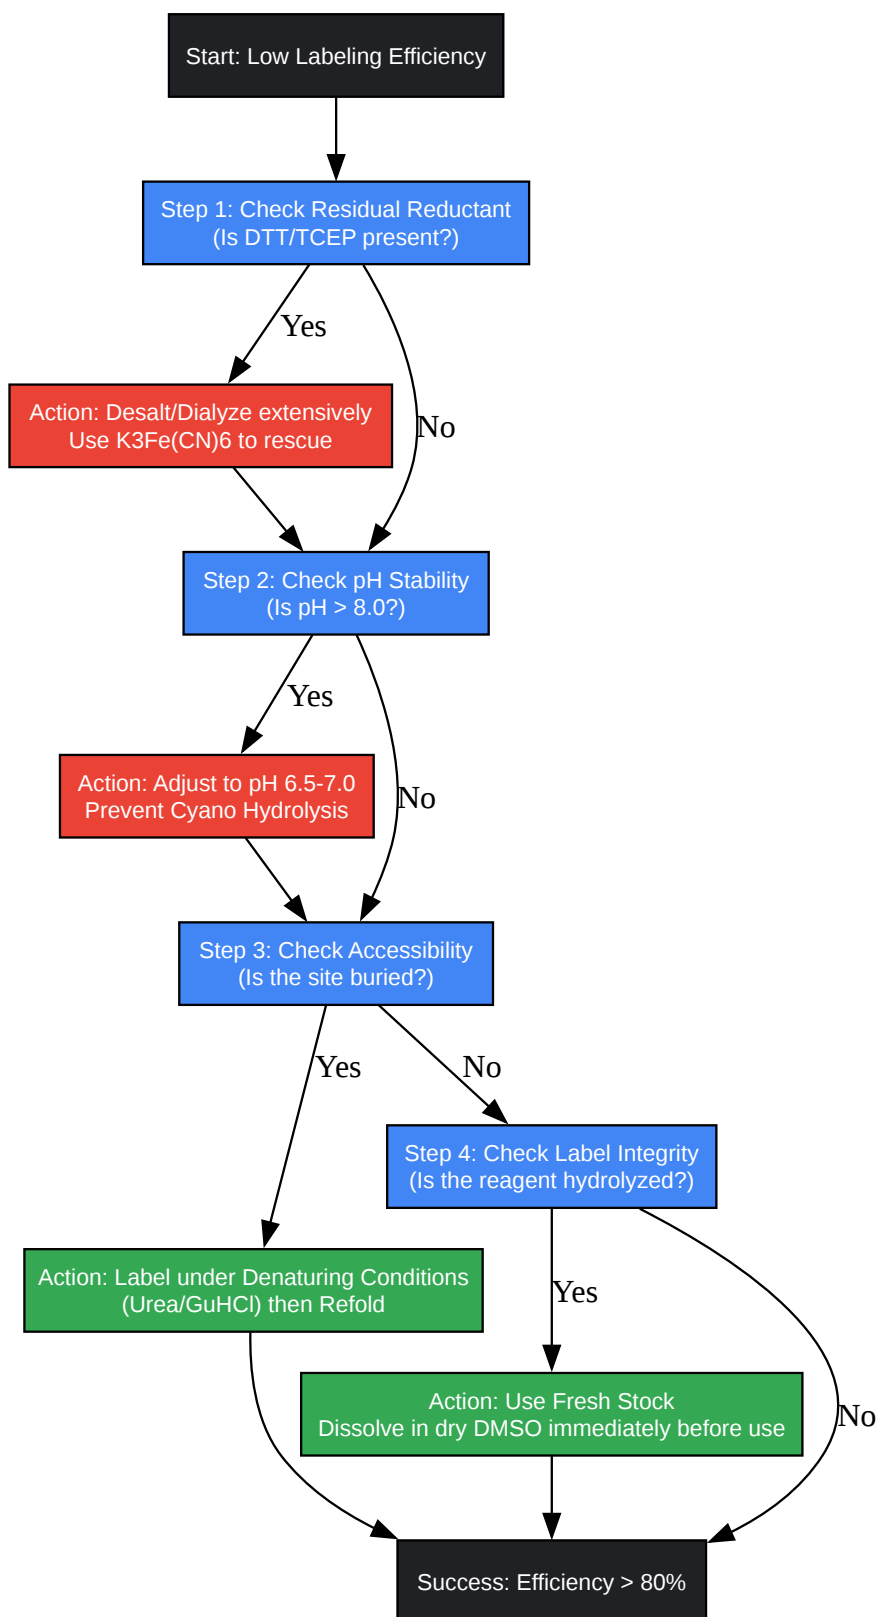 Start: Low Labeling Efficiency
Step 1: Check Residual Reductant
(Is DTT/TCEP present?)
Yes
Action: Desalt/Dialyze extensively
Use K3Fe(CN)6 to rescue
No
Step 2: Check pH Stability
(Is pH > 8.0?)
Yes
Action: Adjust to pH 6.5-7.0
Prevent Cyano Hydrolysis
No
Step 3: Check Accessibility
(Is the site buried?)
Yes
No
Step 4: Check Label Integrity
(Is the reagent hydrolyzed?)
Action: Label under Denaturing Conditions
(Urea/GuHCl) then Refold
Yes
Action: Use Fresh Stock
Dissolve in dry DMSO immediately before use
No
Success: Efficiency > 80%